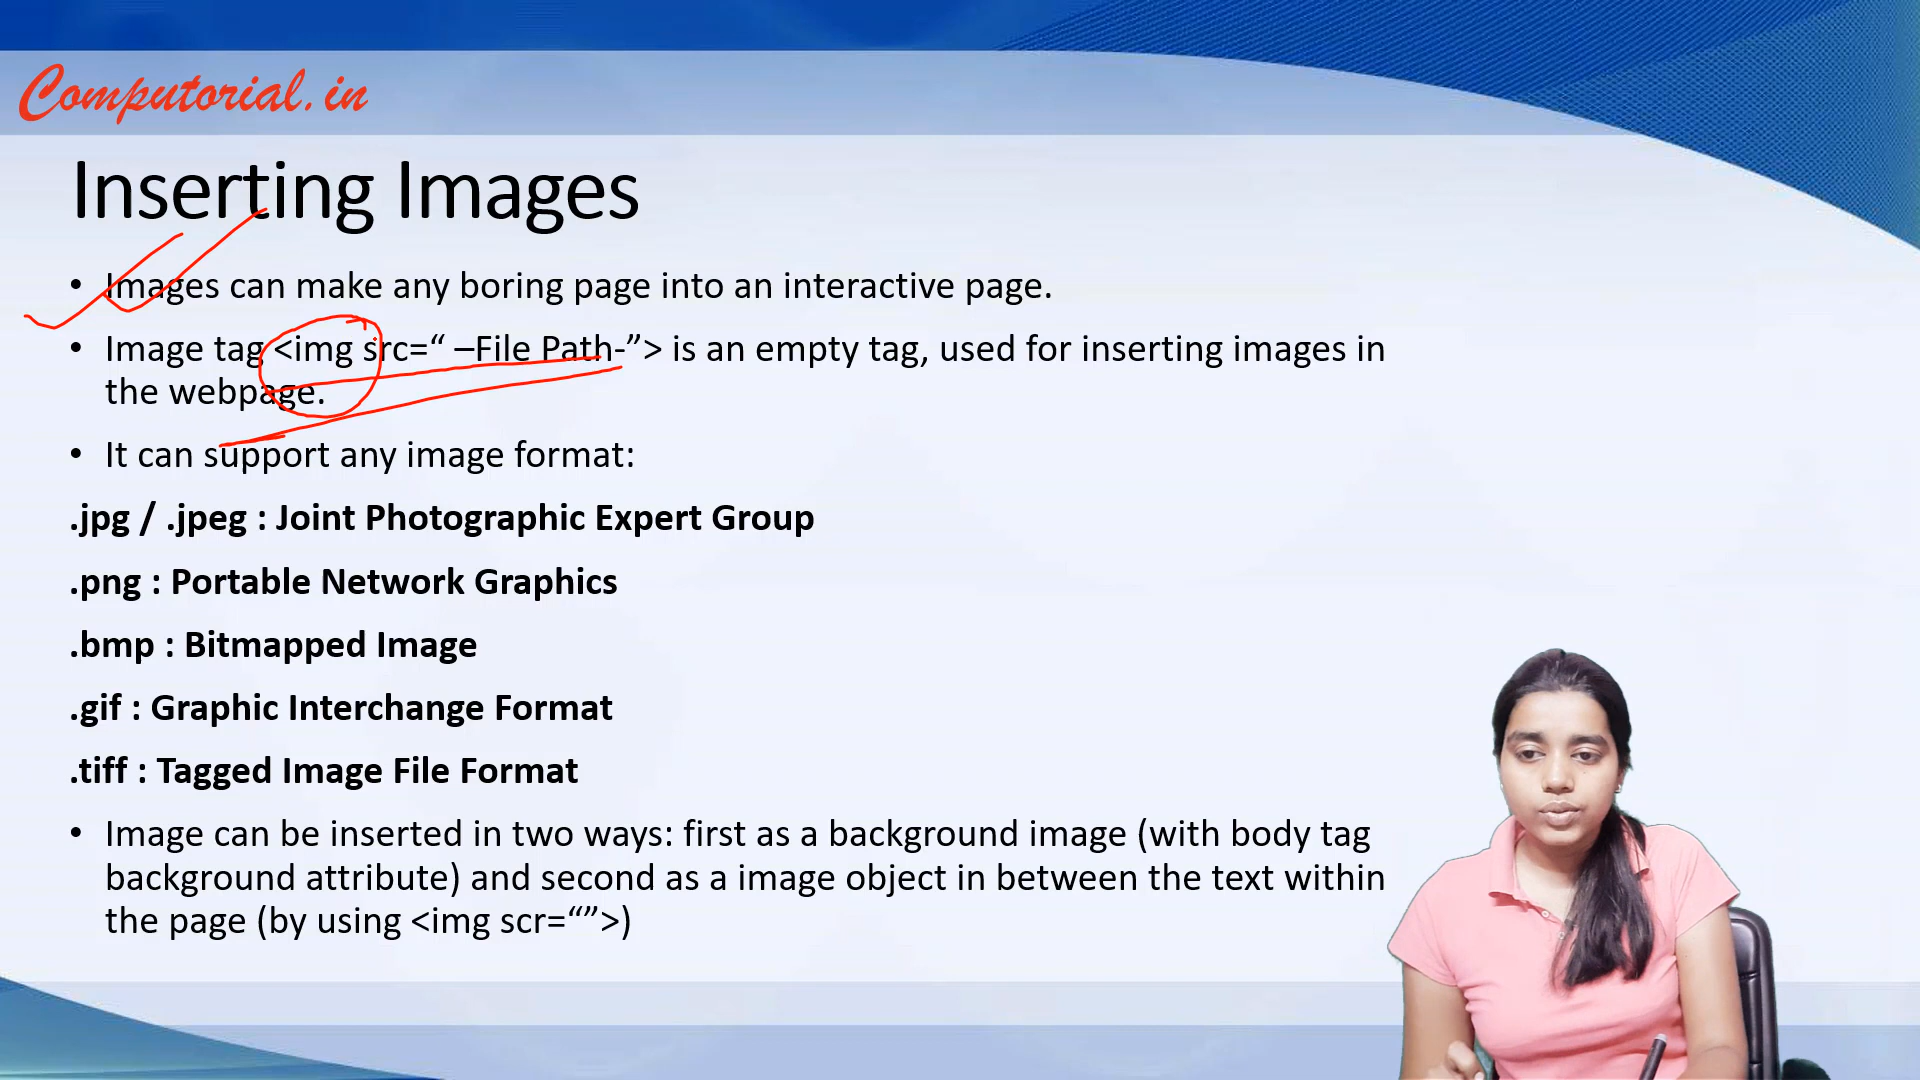 Computorial.in
Inserting Images
• Images can make any boring page into an interactive page.
• Image tag <img src=“ –File Path-”> is an empty tag, used for inserting images in
the webpage.
• It can support any image format:
.jpg / .jpeg : Joint Photographic Expert Group
.png : Portable Network Graphics
.bmp : Bitmapped Image
.gif : Graphic Interchange Format
.tiff : Tagged Image File Format
• Image can be inserted in two ways: first as a background image (with body tag
background attribute) and second as a image object in between the text within
the page (by using <img scr=“”>)